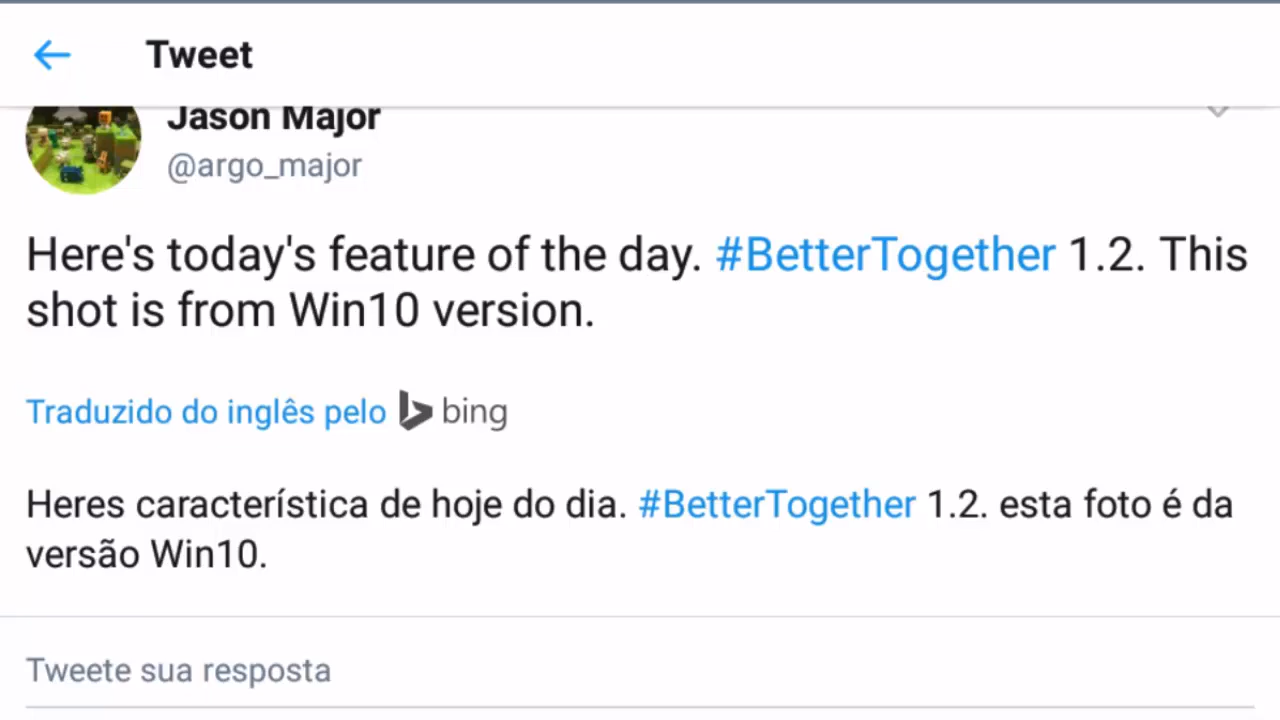 Tweet
Jason Major
@argo_major
Here's today's feature of the day. #BetterTogether 1.2. This
shot is from Win10 version.
Traduzido do inglês pelo bing
Heres característica de hoje do dia. #BetterTogether 1.2. esta foto é da
versão Win10.
Tweete sua resposta